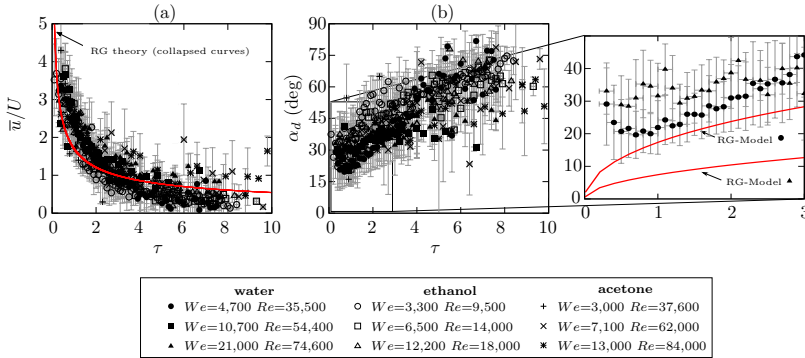 (a)
(b)
5
4
3
2
1
0
u̅/U
RG theory (collapsed curves)
0 2 4 6 8 10
τ
90
75
60
45
30
15
0
α_d (deg)
0 2 4 6 8 10
τ
40
30
20
10
0
RG-Model
RG-Model
0 1 2 3
water ethanol acetone
We=4,700 Re=35,500 We=3,300 Re=9,500 We=3,000 Re=37,600
We=10,700 Re=54,400 We=6,500 Re=14,000 We=7,100 Re=62,000
We=21,000 Re=74,600 We=12,200 Re=18,000 We=13,000 Re=84,000